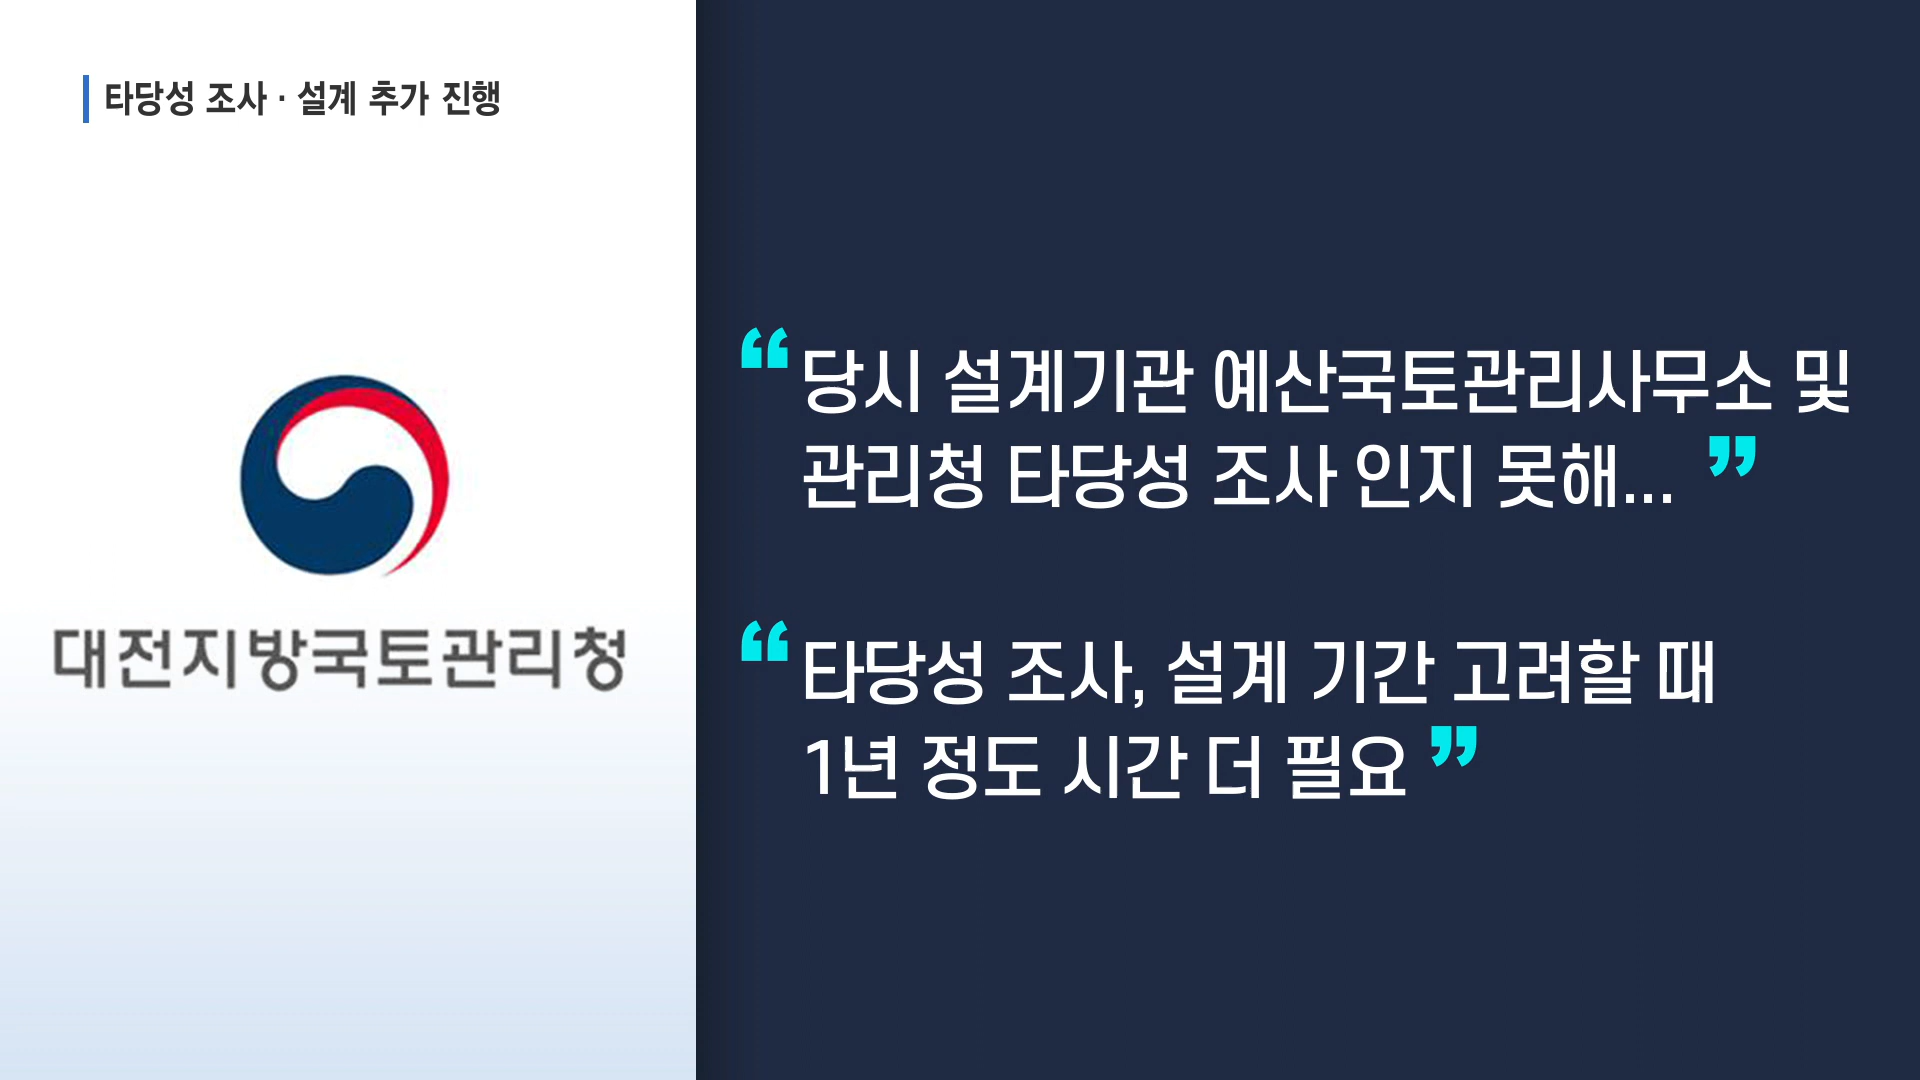 타당성 조사 · 설계 추가 진행
대전지방국토관리청
“당시 설계기관 예산국토관리사무소 및
관리청 타당성 조사 인지 못해... ”
“타당성 조사, 설계 기간 고려할 때
1년 정도 시간 더 필요”